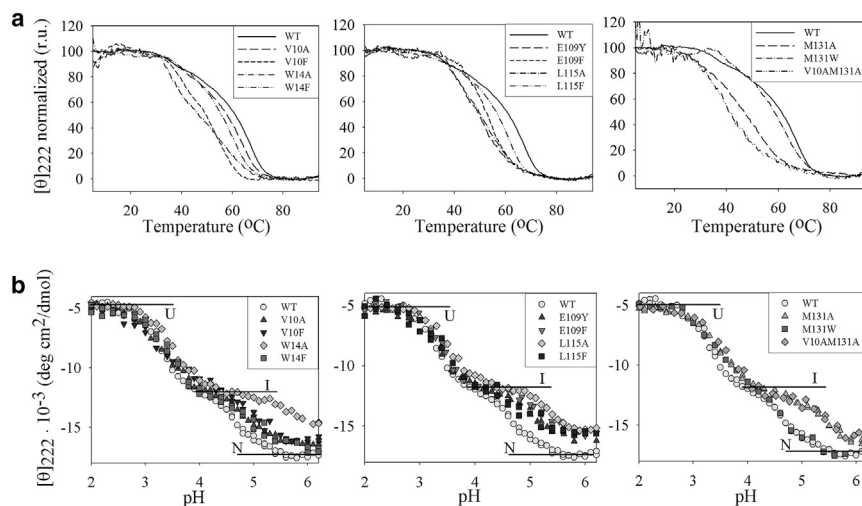 a
[θ]222 normalized (r.u.)
120
100
80
60
40
20
0
20 40 60 80
Temperature (ºC)
WT
V10A
V10F
W14A
W14F
120
100
80
60
40
20
0
20 40 60 80
Temperature (ºC)
WT
E109Y
E109F
L115A
L115F
120
100
80
60
40
20
0
20 40 60 80
Temperature (ºC)
WT
M131A
M131W
V10AM131A
b
[θ]222 . 10-3 (deg cm2/dmol)
-5
-10
-15
2 3 4 5 6
pH
U
I
N
WT
V10A
V10F
W14A
W14F
-5
-10
-15
2 3 4 5 6
pH
U
I
N
WT
E109Y
E109F
L115A
L115F
-5
-10
-15
2 3 4 5 6
pH
U
I
N
WT
M131A
M131W
V10AM131A